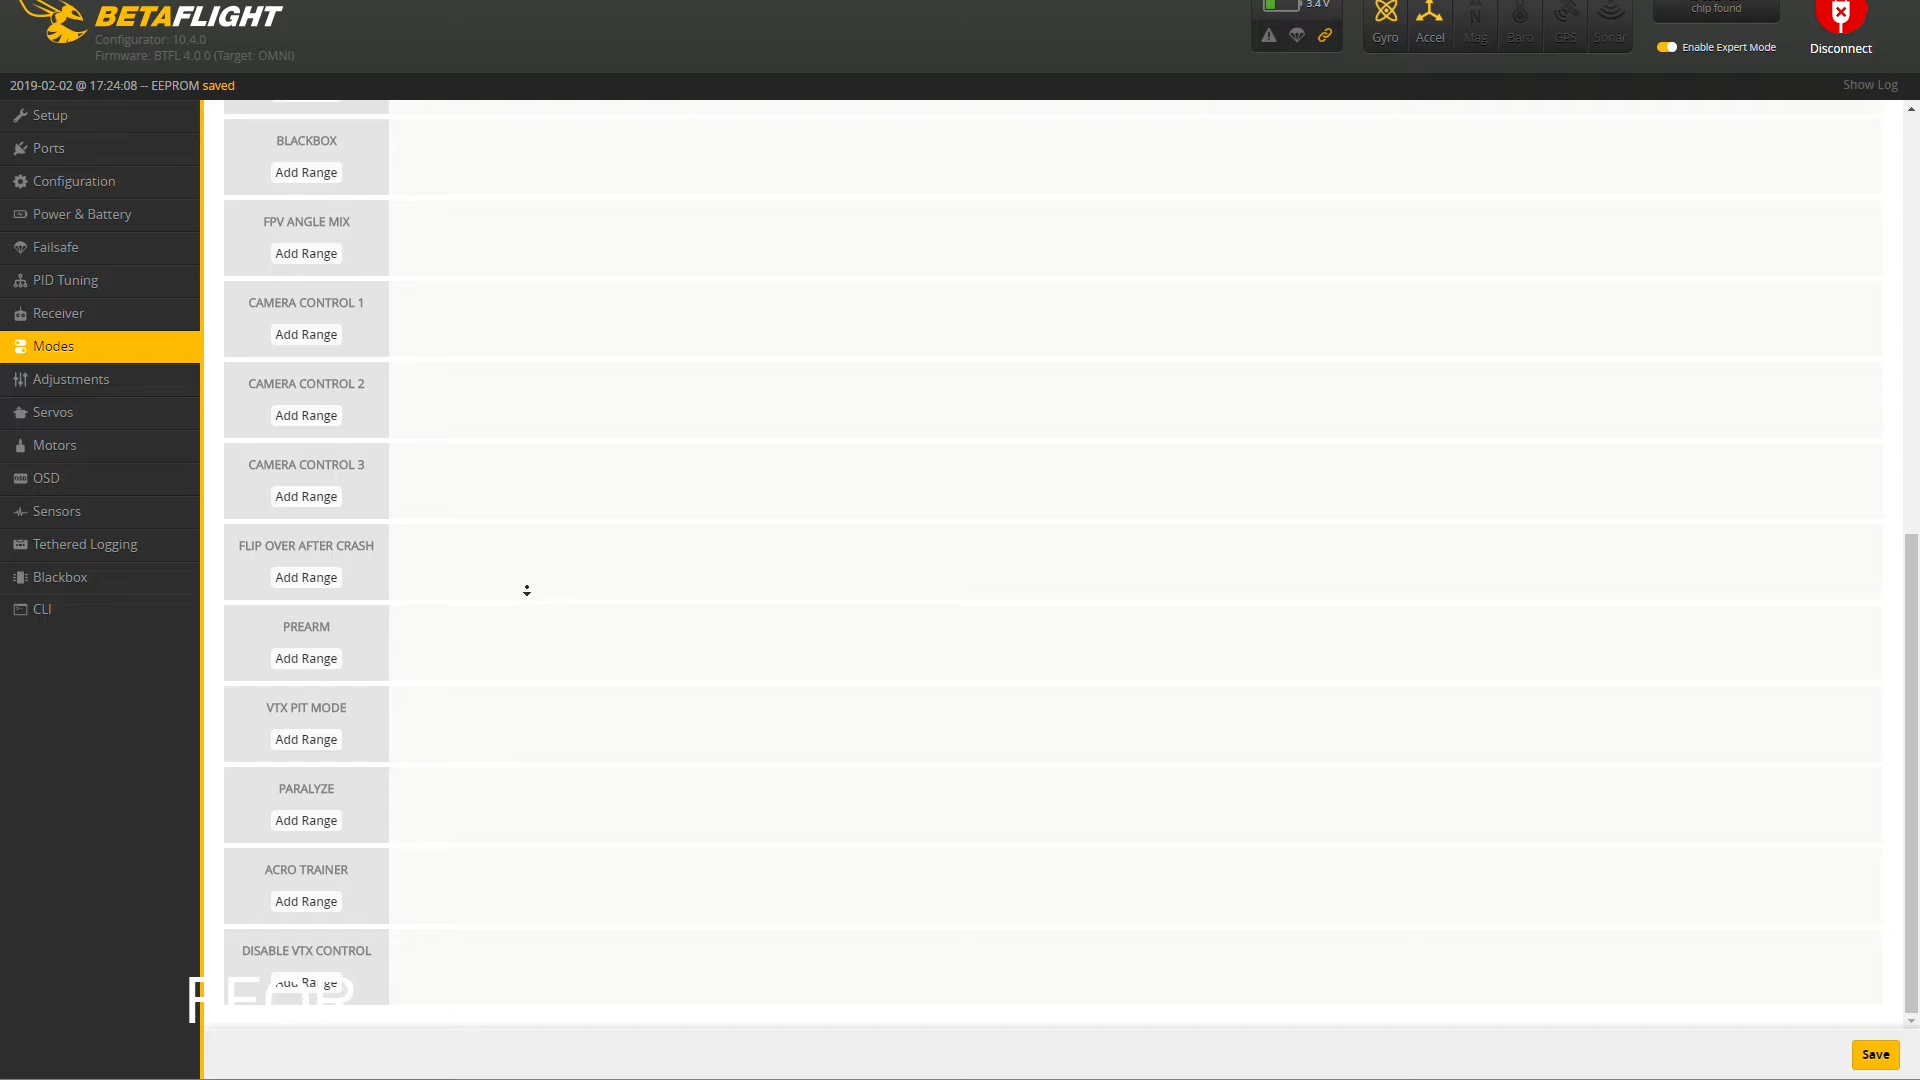 BETAFLIGHT
Configurator: 10.4.0
Firmware: BTFL 4.0.0 (Target: OMNI)
3.4 V
Gyro
Accel
Mag
Baro
GPS
Sonar
chip found
Enable Expert Mode
Disconnect
2019-02-02 @ 17:24:08 -- EEPROM saved
Show Log
Setup
Ports
Configuration
Power & Battery
Failsafe
PID Tuning
Receiver
Modes
Adjustments
Servos
Motors
OSD
Sensors
Tethered Logging
Blackbox
CLI
BLACKBOX
Add Range
FPV ANGLE MIX
Add Range
CAMERA CONTROL 1
Add Range
CAMERA CONTROL 2
Add Range
CAMERA CONTROL 3
Add Range
FLIP OVER AFTER CRASH
Add Range
PREARM
Add Range
VTX PIT MODE
Add Range
PARALYZE
Add Range
ACRO TRAINER
Add Range
DISABLE VTX CONTROL
Add Range
Save